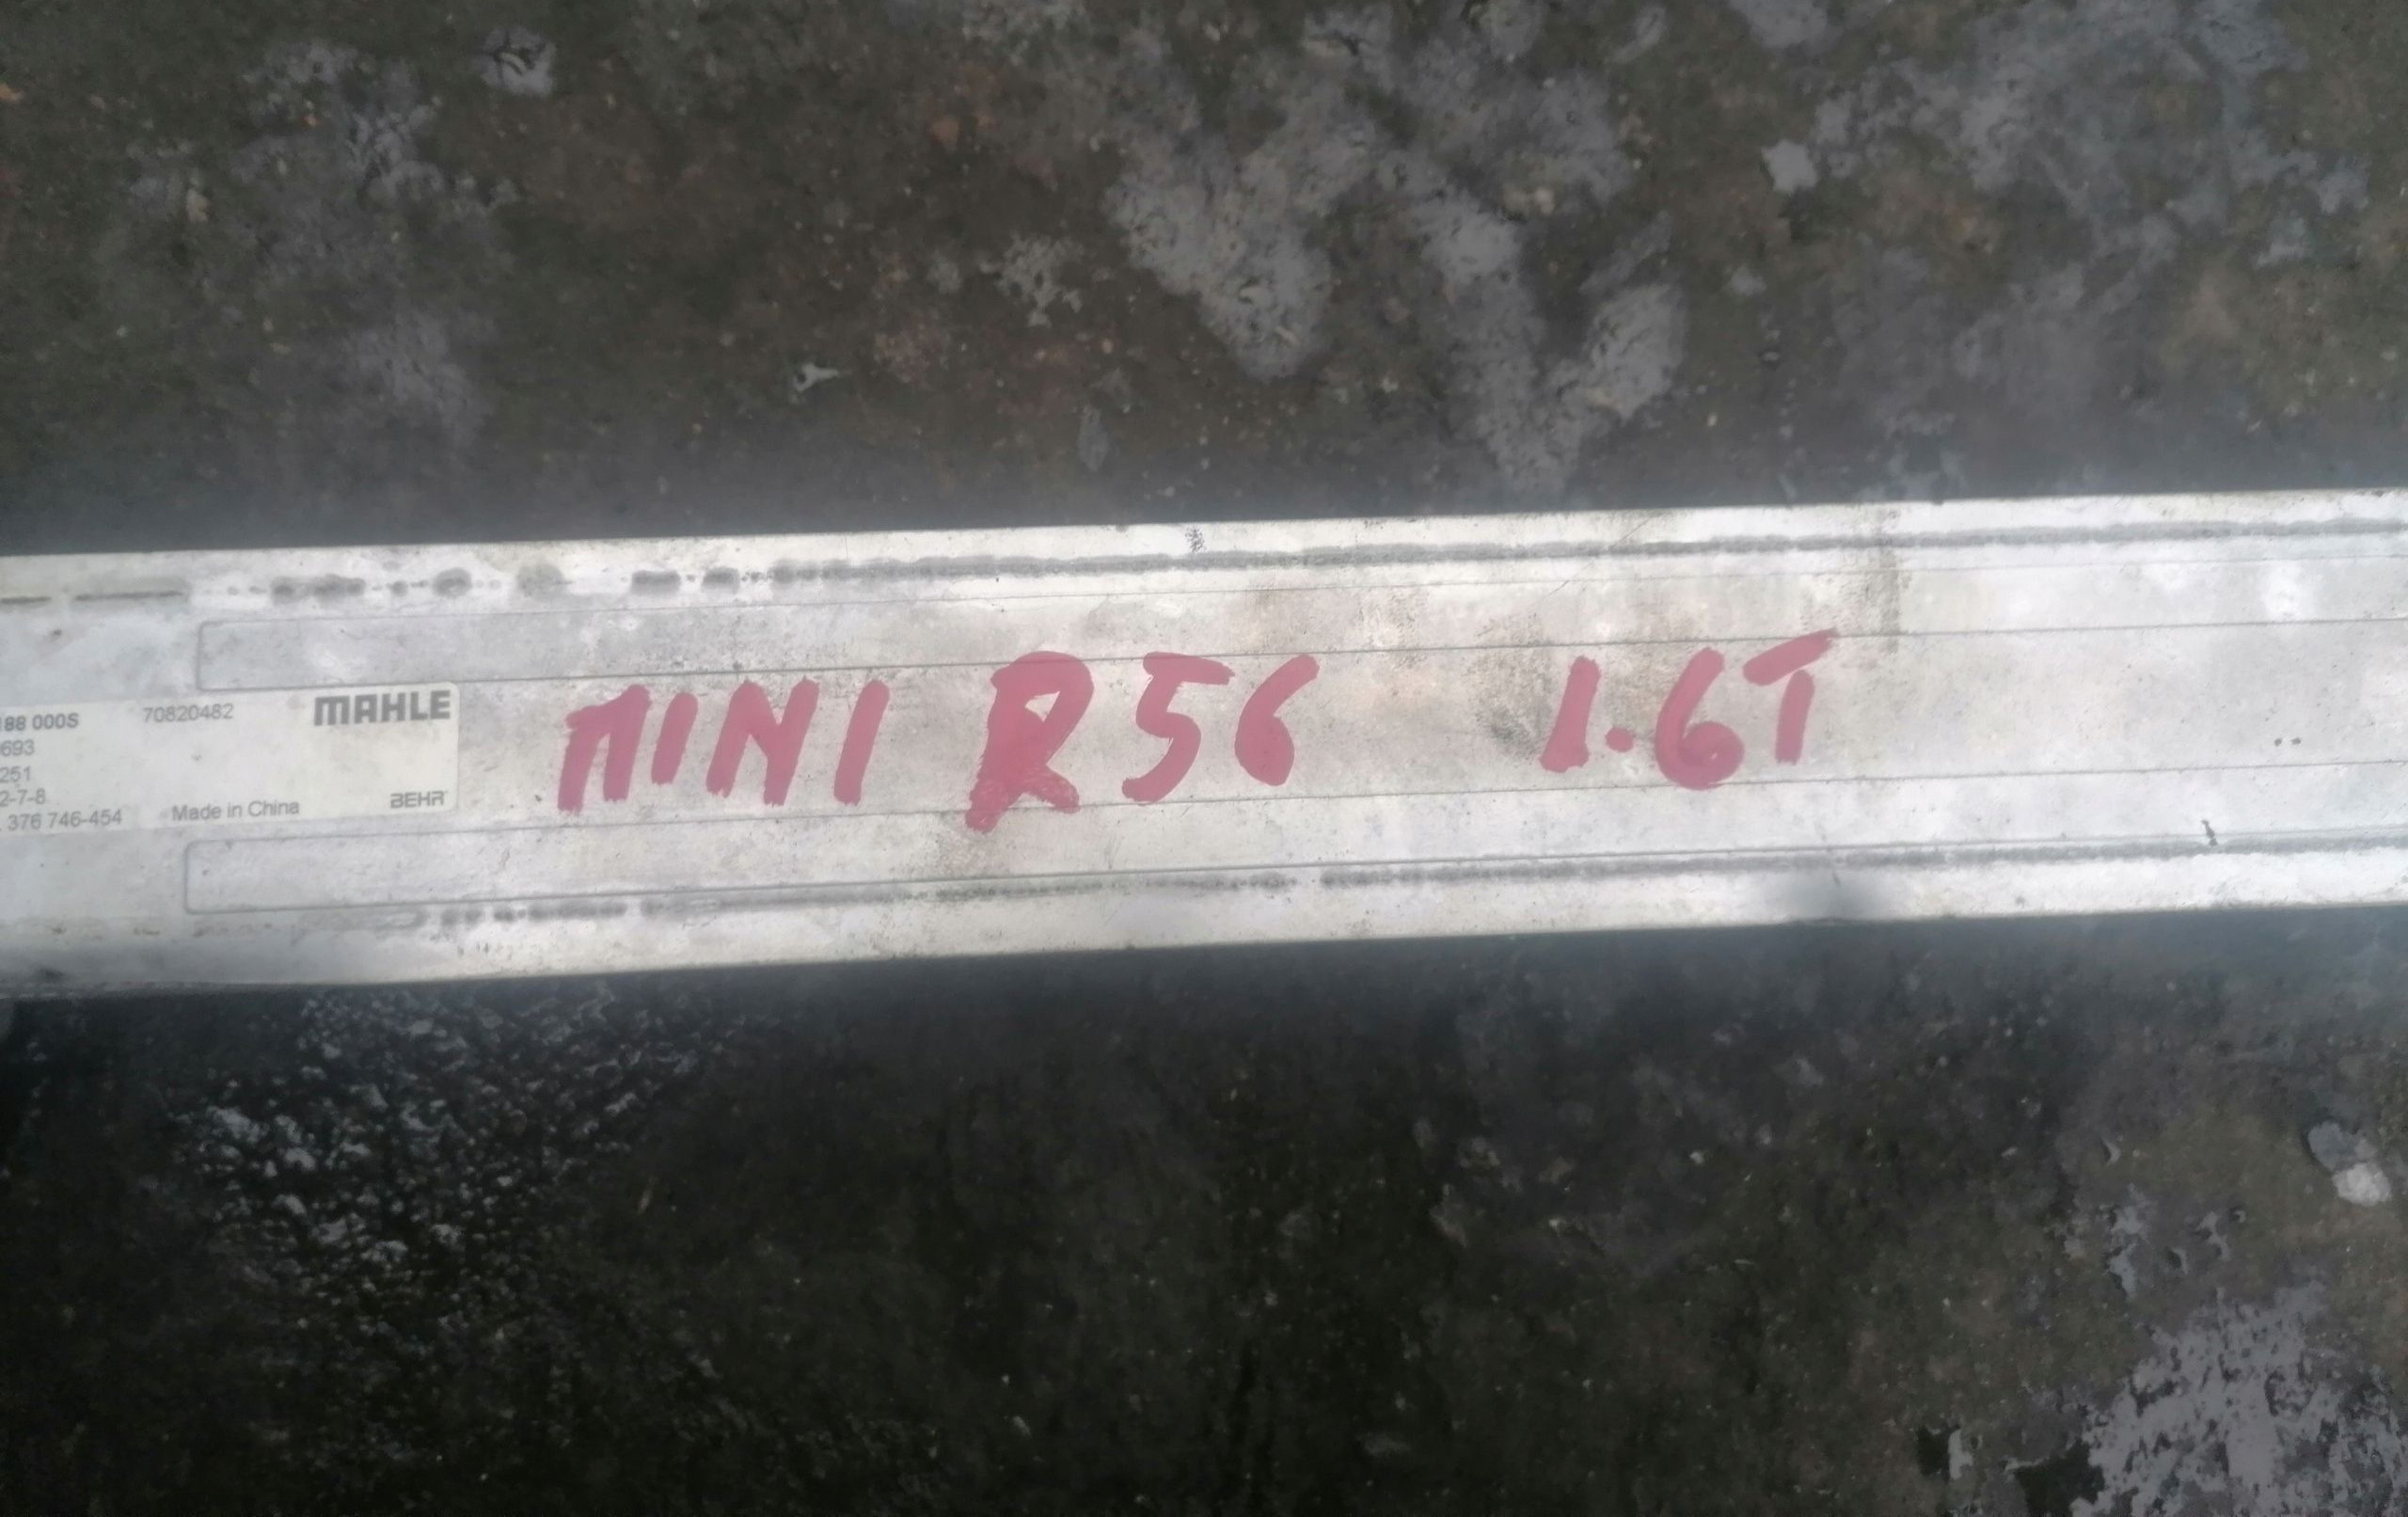 188 000S 70820482 MAHLE
693
251
2-7-8
376 746-454 Made in China BEHR
MINI R56 1.6T